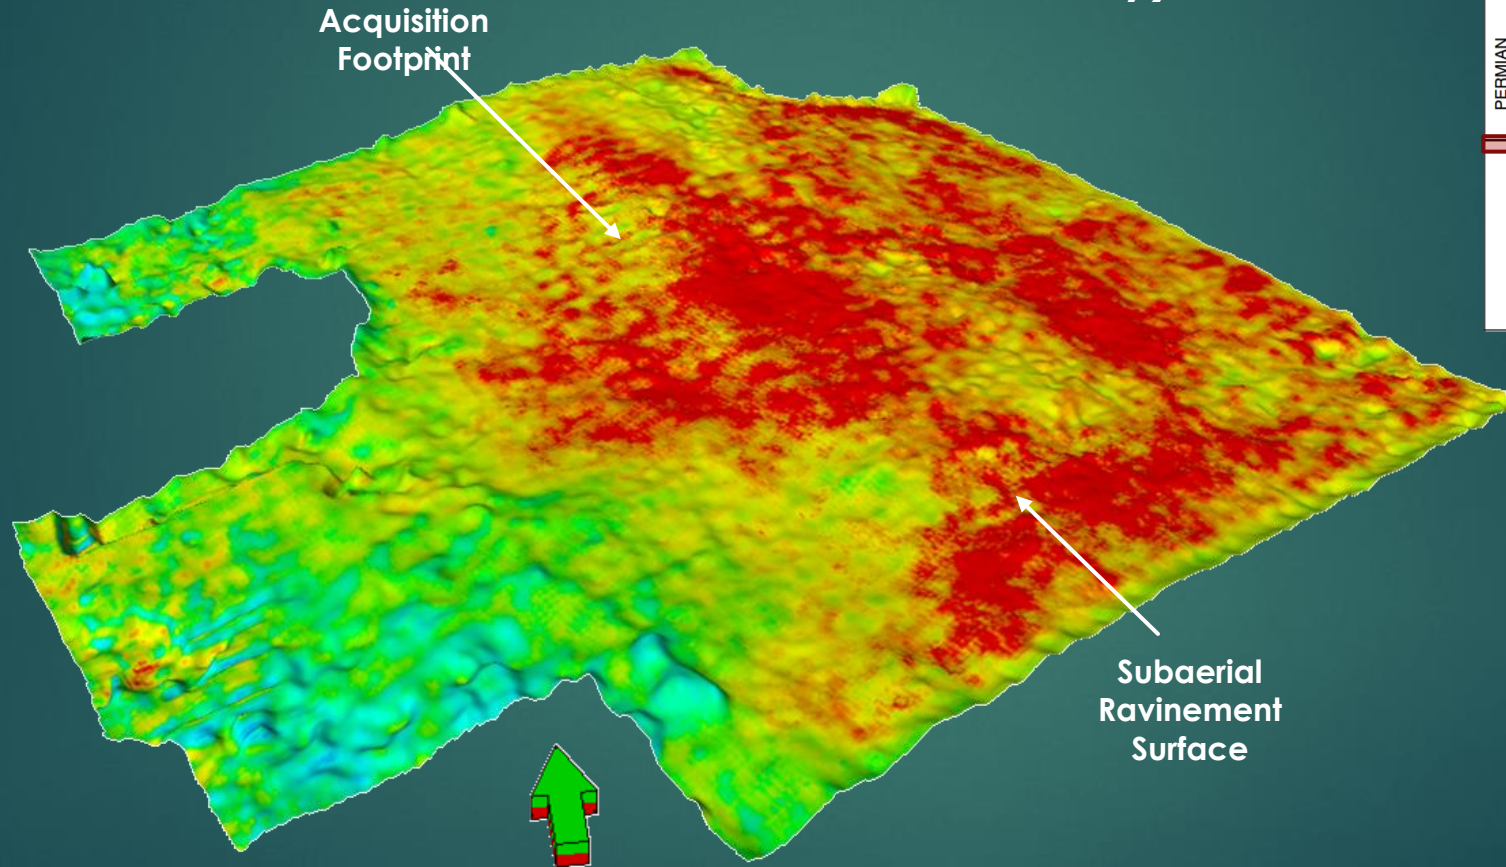 Acquisition
Footprint
PERMIAN
Subaerial
Ravinement
Surface